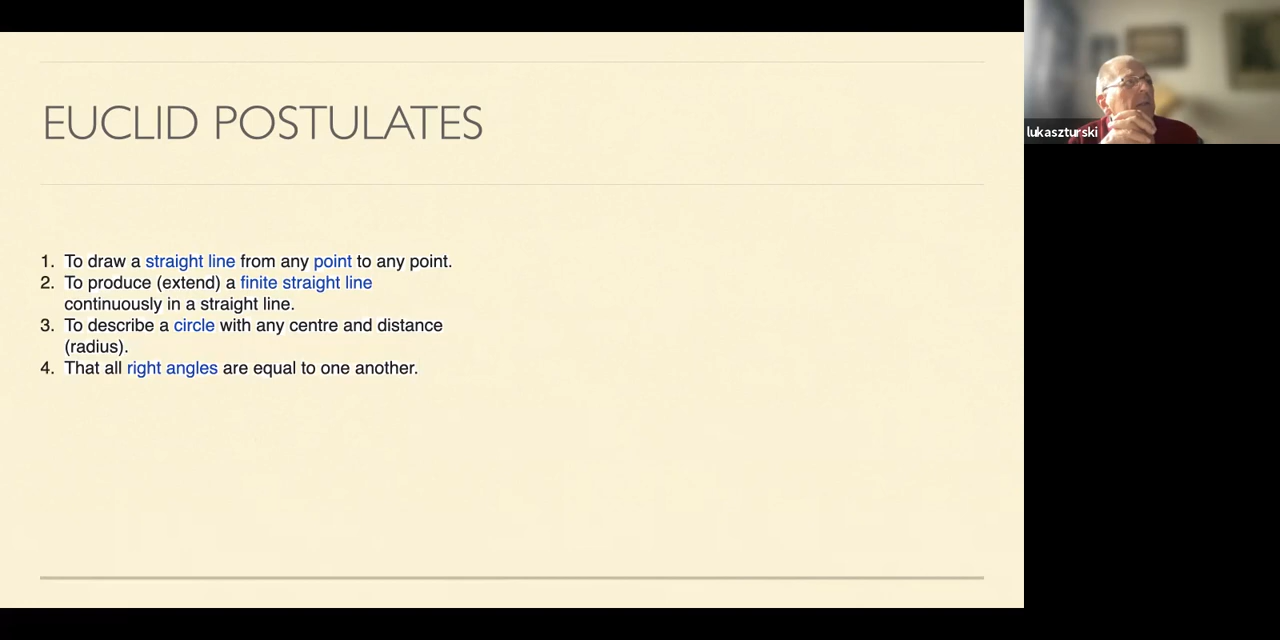 EUCLID POSTULATES
1. To draw a straight line from any point to any point.
2. To produce (extend) a finite straight line
continuously in a straight line.
3. To describe a circle with any centre and distance
(radius).
4. That all right angles are equal to one another.
lukaszturski